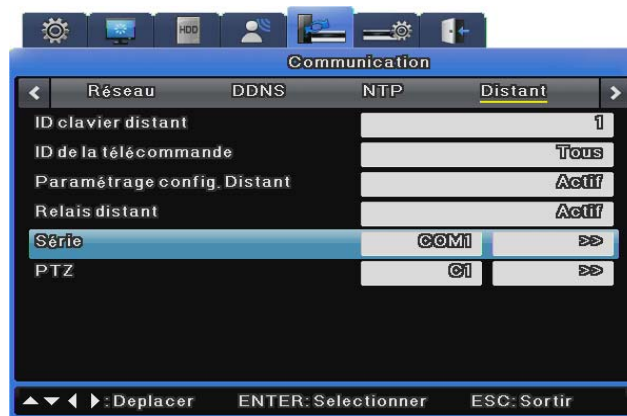 HDD
Communication
< Réseau DDNS NTP Distant >
ID clavier distant 1
ID de la télécommande Tous
Paramétrage config. Distant Actif
Relais distant Actif
Série COM1 >>
PTZ C1 >>
:Deplacer ENTER:Selectionner ESC:Sortir